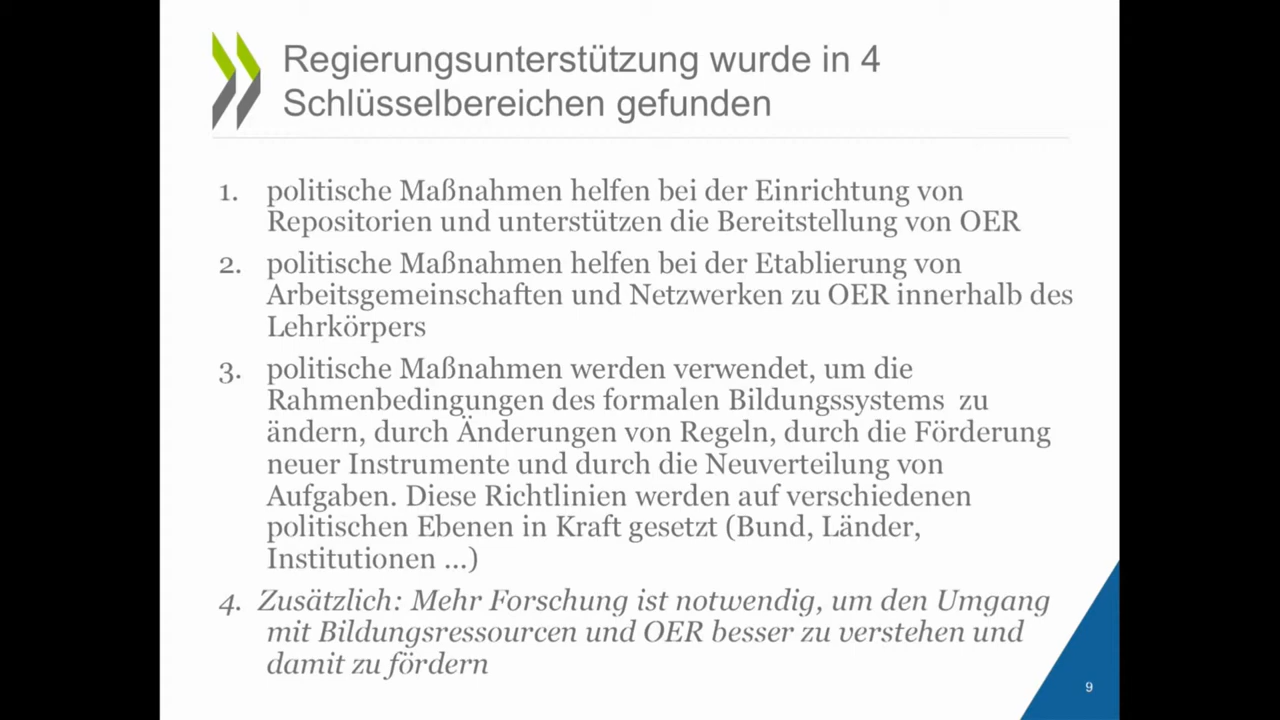 Regierungsunterstützung wurde in 4
Schlüsselbereichen gefunden
1. politische Maßnahmen helfen bei der Einrichtung von
Repositorien und unterstützen die Bereitstellung von OER
2. politische Maßnahmen helfen bei der Etablierung von
Arbeitsgemeinschaften und Netzwerken zu OER innerhalb des
Lehrkörpers
3. politische Maßnahmen werden verwendet, um die
Rahmenbedingungen des formalen Bildungssystems zu
ändern, durch Änderungen von Regeln, durch die Förderung
neuer Instrumente und durch die Neuverteilung von
Aufgaben. Diese Richtlinien werden auf verschiedenen
politischen Ebenen in Kraft gesetzt (Bund, Länder,
Institutionen ...)
4. Zusätzlich: Mehr Forschung ist notwendig, um den Umgang
mit Bildungsressourcen und OER besser zu verstehen und
damit zu fördern
9